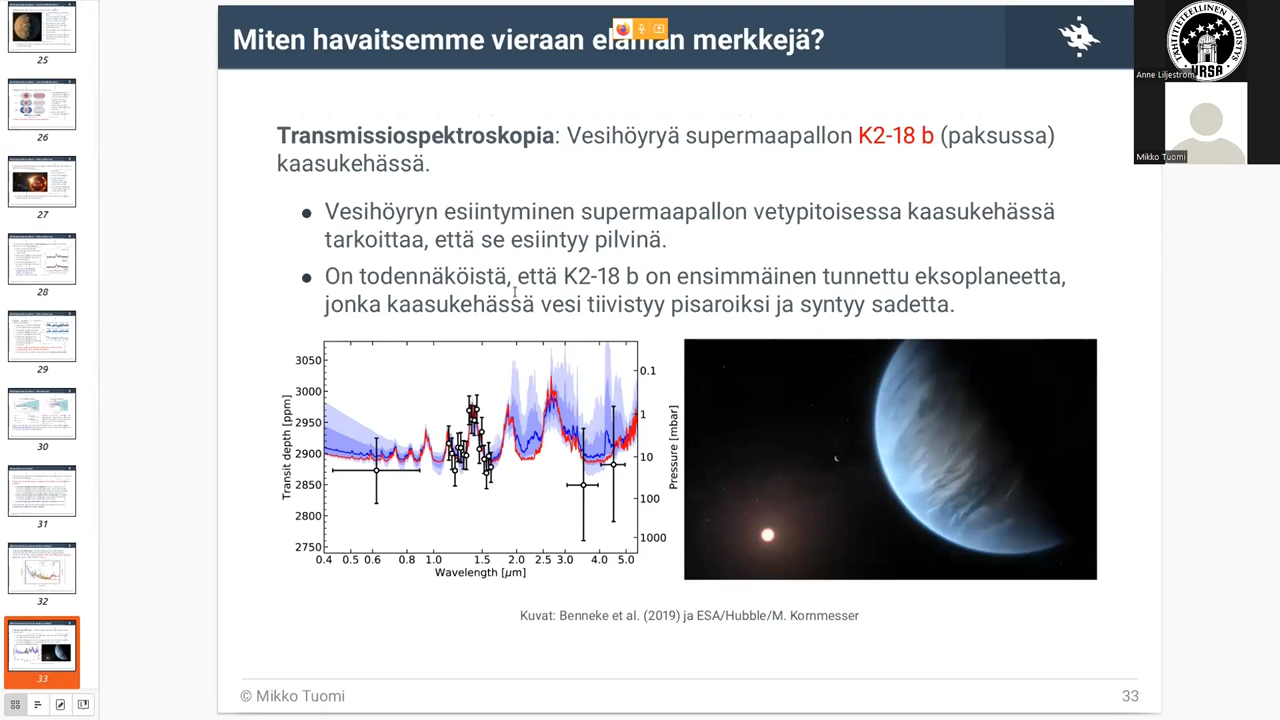 Miten havaitsemme vieraan elämän merkkejä?
URSA
Anne Liljeström
Mikko Tuomi
Transmissiospektroskopia: Vesihöyryä supermaapallon K2-18 b (paksussa)
kaasukehässä.
● Vesihöyryn esiintyminen supermaapallon vetypitoisessa kaasukehässä
tarkoittaa, että se esiintyy pilvinä.
● On todennäköistä, että K2-18 b on ensimmäinen tunnettu eksoplaneetta,
jonka kaasukehässä vesi tiivistyy pisaroiksi ja syntyy sadetta.
Transit depth [ppm]
3050
3000
2950
2900
2850
2800
2750
0.4 0.5 0.6 0.8 1.0 1.5 2.0 2.5 3.0 4.0 5.0
Wavelength [µm]
0.1
1
10
100
1000
Pressure [mbar]
Kuvat: Benneke et al. (2019) ja ESA/Hubble/M. Kornmesser
© Mikko Tuomi
33
25
26
27
28
29
30
31
32
33